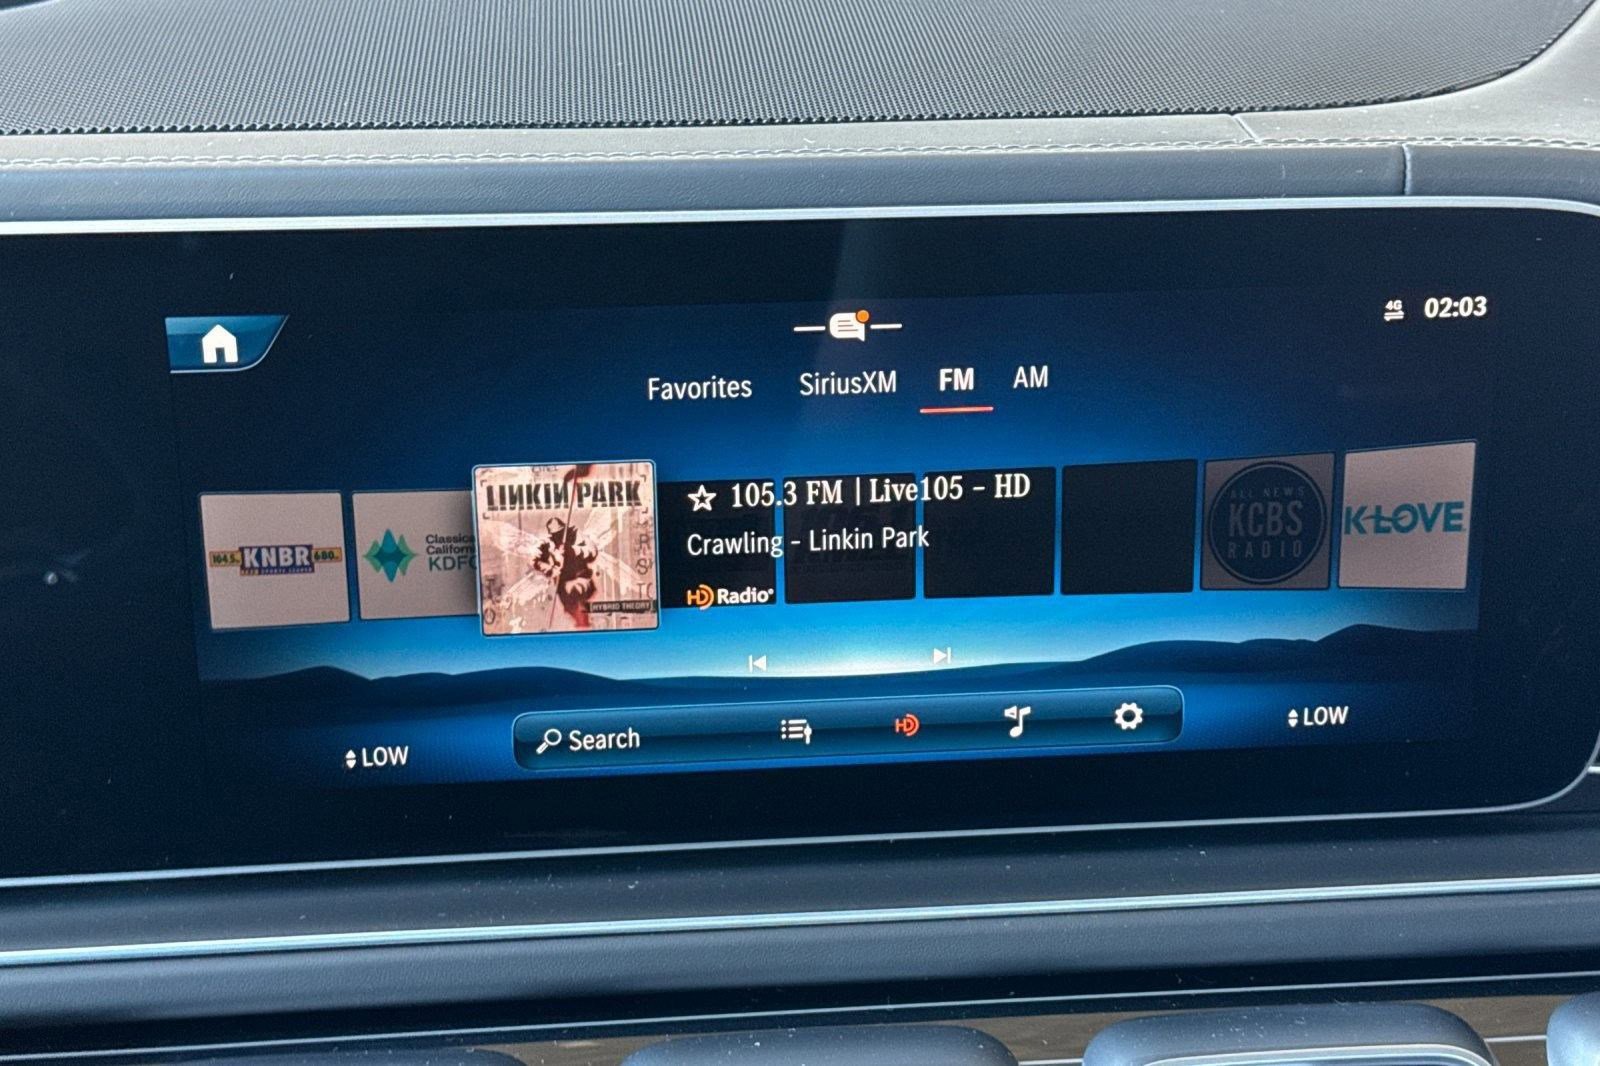 4G 02:03
Favorites SiriusXM FM AM
104.5 KNBR 680
Classical
California
KDFC
LINKIN PARK
[HYBRID THEORY]
105.3 FM | Live105 - HD
Crawling - Linkin Park
HD Radio
ALL NEWS
KCBS
RADIO
K-LOVE
LOW
Search
HD
LOW